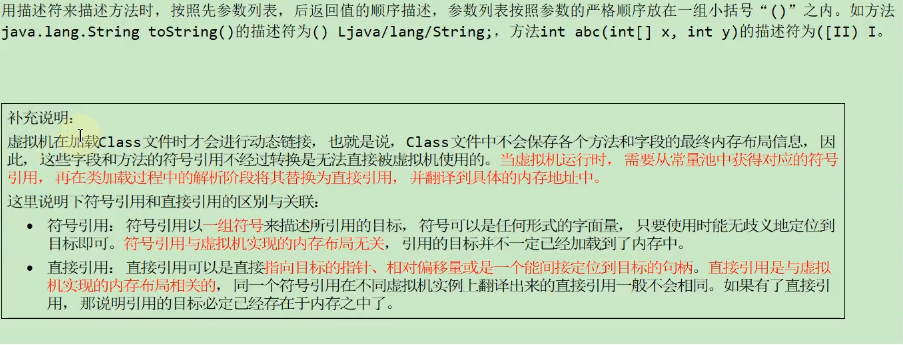 用描述符来描述方法时，按照先参数列表，后返回值的顺序描述，参数列表按照参数的严格顺序放在一组小括号“()”之内。如方法
java.lang.String toString()的描述符为() Ljava/lang/String;，方法int abc(int[] x, int y)的描述符为([II) I。
补充说明：
虚拟机在加载Class文件时才会进行动态链接，也就是说，Class文件中不会保存各个方法和字段的最终内存布局信息，因
此，这些字段和方法的符号引用不经过转换是无法直接被虚拟机使用的。当虚拟机运行时，需要从常量池中获得对应的符号
引用，再在类加载过程中的解析阶段将其替换为直接引用，并翻译到具体的内存地址中。
这里说明下符号引用和直接引用的区别与关联：
• 符号引用：符号引用以一组符号来描述所引用的目标，符号可以是任何形式的字面量，只要使用时能无歧义地定位到
目标即可。符号引用与虚拟机实现的内存布局无关，引用的目标并不一定已经加载到了内存中。
• 直接引用：直接引用可以是直接指向目标的指针、相对偏移量或是一个能间接定位到目标的句柄。直接引用是与虚拟
机实现的内存布局相关的，同一个符号引用在不同虚拟机实例上翻译出来的直接引用一般不会相同。如果有了直接引
用，那说明引用的目标必定已经存在于内存之中了。